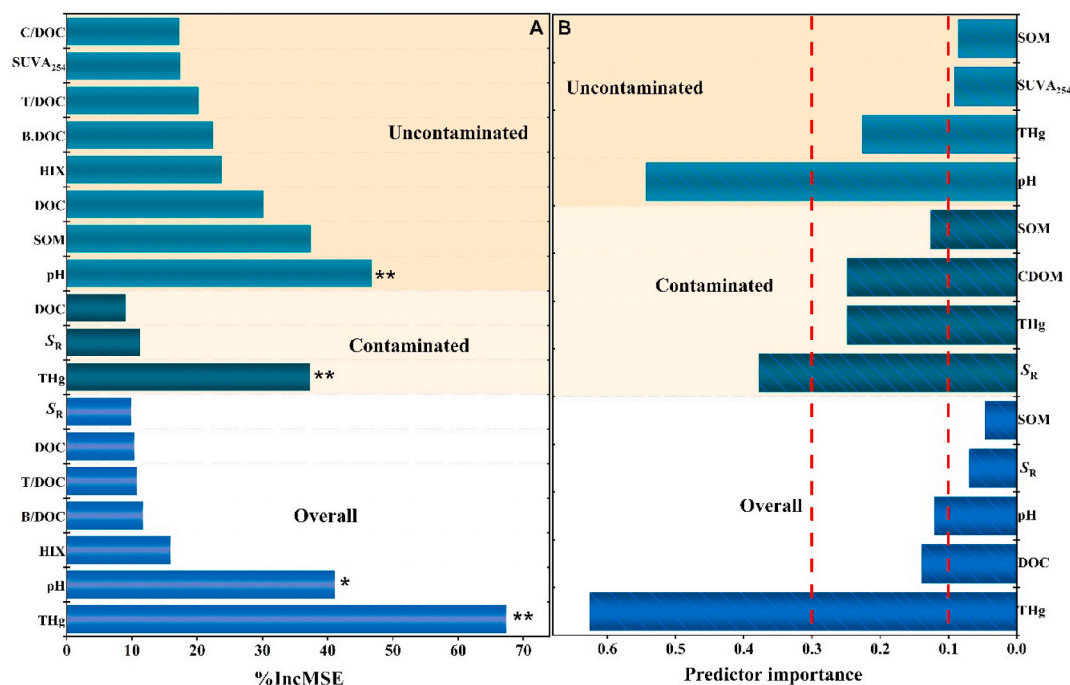 A
C/DOC
SUVA254
T/DOC
B.DOC
HIX
DOC
SOM
pH
**
Uncontaminated
DOC
SR
THg
**
Contaminated
SR
DOC
T/DOC
B/DOC
HIX
pH
*
THg
**
Overall
0 10 20 30 40 50 60 70
%IncMSE
B
SOM
SUVA254
THg
pH
Uncontaminated
SOM
CDOM
THg
SR
Contaminated
SOM
SR
pH
DOC
THg
Overall
0.6 0.5 0.4 0.3 0.2 0.1 0.0
Predictor importance